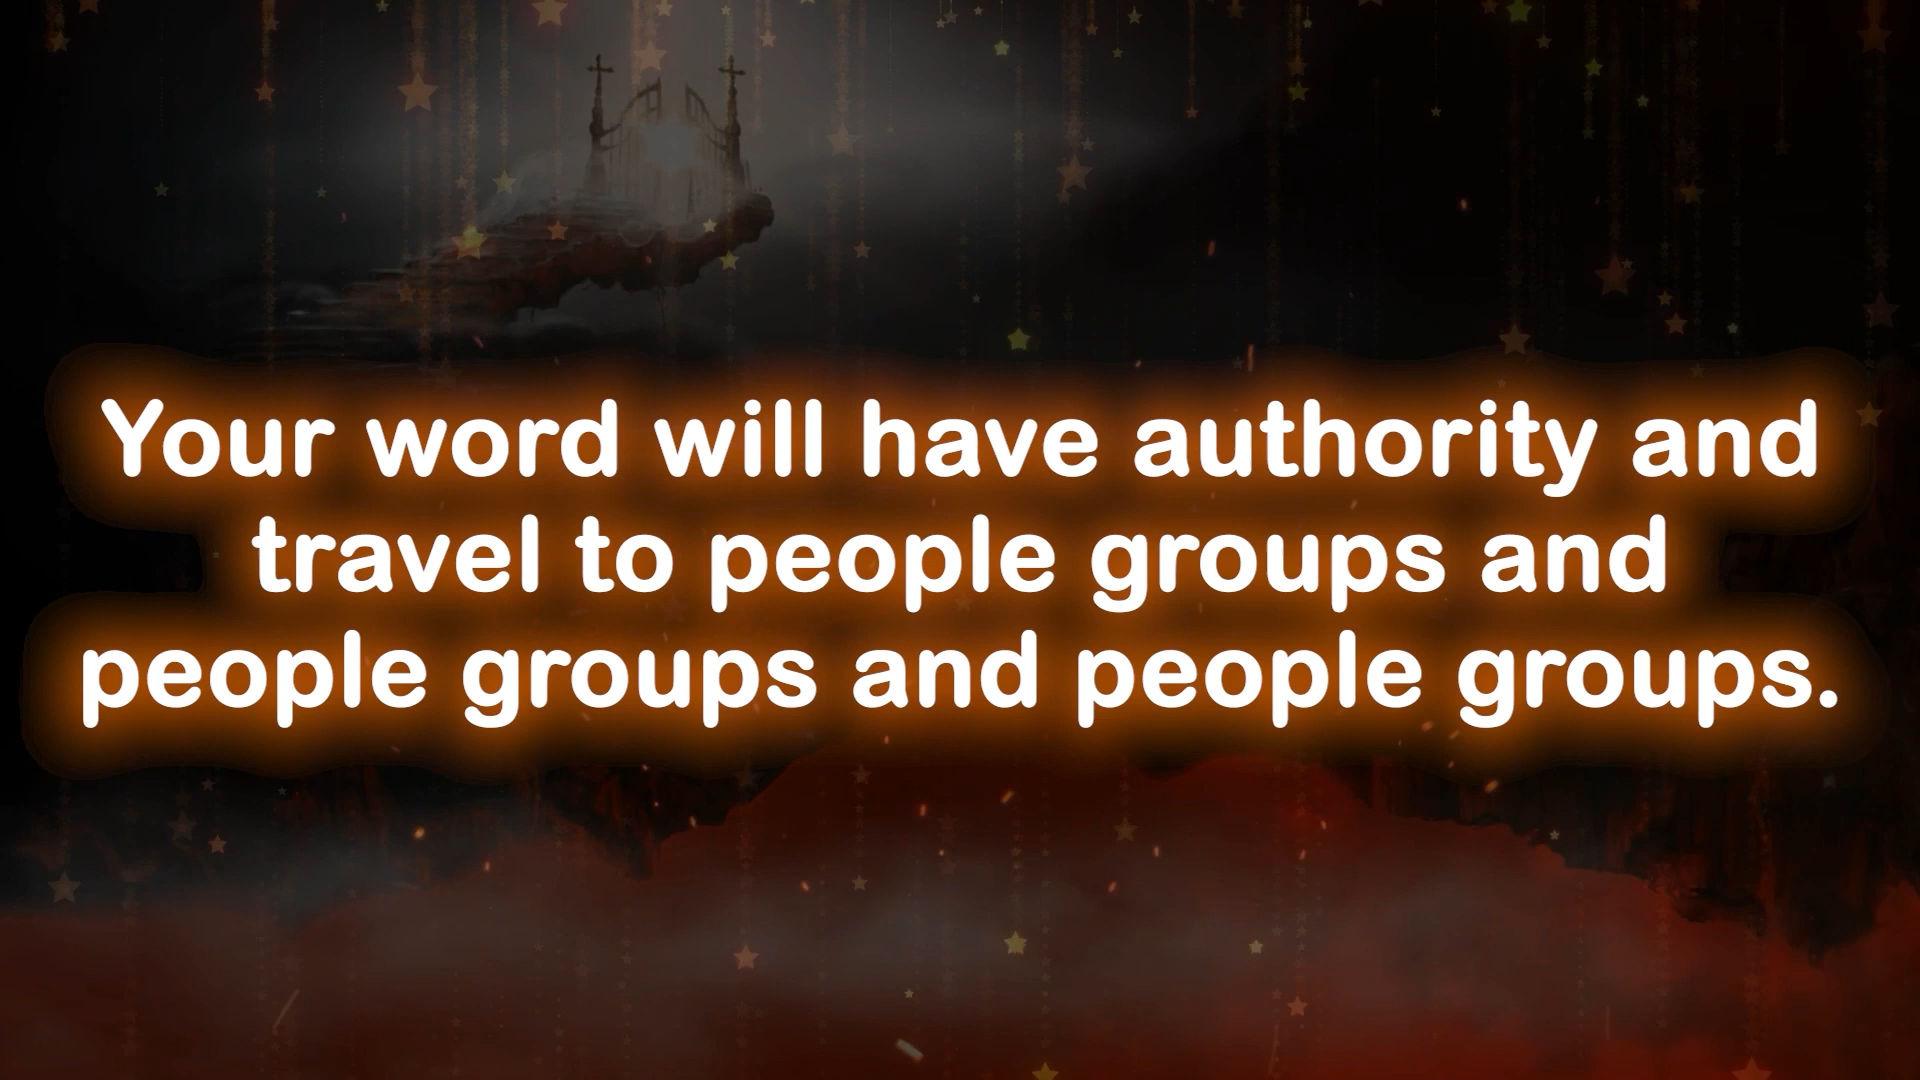 Your word will have authority and
travel to people groups and
people groups and people groups.